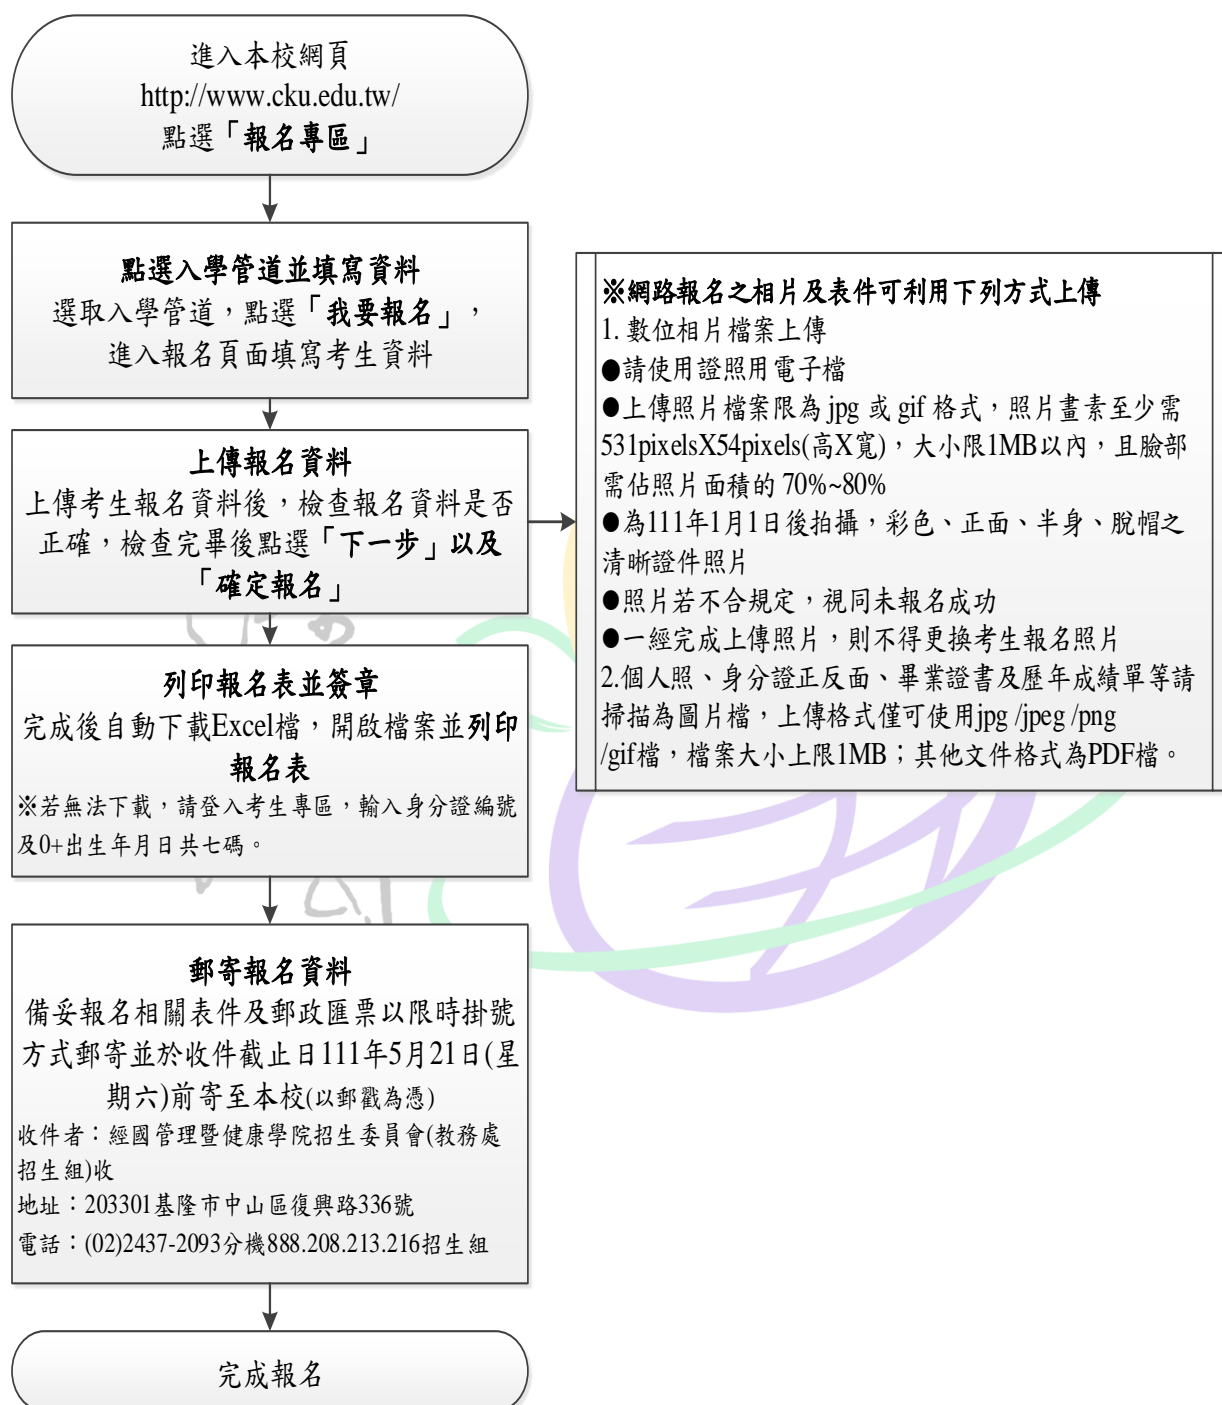 進入本校網頁
http://www.cku.edu.tw/
點選「報名專區」
點選入學管道並填寫資料
選取入學管道，點選「我要報名」，
進入報名頁面填寫考生資料
上傳報名資料
上傳考生報名資料後，檢查報名資料是否
正確，檢查完畢後點選「下一步」以及
「確定報名」
※網路報名之相片及表件可利用下列方式上傳
1. 數位相片檔案上傳
●請使用證照用電子檔
●上傳照片檔案限為 jpg 或 gif 格式，照片畫素至少需
531pixelsX54pixels(高X寬)，大小限1MB以內，且臉部
需佔照片面積的 70%~80%
●為111年1月1日後拍攝，彩色、正面、半身、脫帽之
清晰證件照片
●照片若不合規定，視同未報名成功
●一經完成上傳照片，則不得更換考生報名照片
2.個人照、身分證正反面、畢業證書及歷年成績單等請
掃描為圖片檔，上傳格式僅可使用jpg /jpeg /png
/gif檔，檔案大小上限1MB；其他文件格式為PDF檔。
列印報名表並簽章
完成後自動下載Excel檔，開啟檔案並列印
報名表
※若無法下載，請登入考生專區，輸入身分證編號
及0+出生年月日共七碼。
郵寄報名資料
備妥報名相關表件及郵政匯票以限時掛號
方式郵寄並於收件截止日111年5月21日(星
期六)前寄至本校(以郵戳為憑)
收件者：經國管理暨健康學院招生委員會(教務處
招生組)收
地址：203301基隆市中山區復興路336號
電話：(02)2437-2093分機888.208.213.216招生組
完成報名